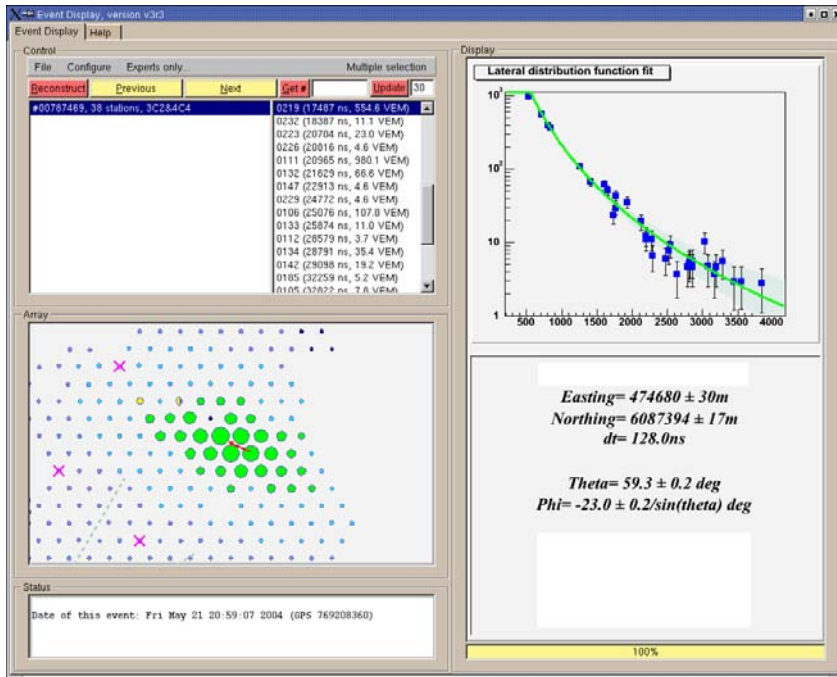 Event Display, version v3r3
Event Display Help
Control
File Configure Experts only... Multiple selection
Reconstruct Previous Next Get # Update 30
#00787469, 38 stations, 3C2&4C4
0219 (17487 ns, 554.6 VEM)
0232 (18387 ns, 11.1 VEM)
0223 (20704 ns, 23.0 VEM)
0226 (20816 ns, 4.6 VEM)
0111 (20965 ns, 980.1 VEM)
0132 (21629 ns, 66.6 VEM)
0147 (22913 ns, 4.6 VEM)
0229 (24772 ns, 4.6 VEM)
0106 (25076 ns, 107.8 VEM)
0133 (25874 ns, 11.0 VEM)
0112 (28579 ns, 3.7 VEM)
0134 (28791 ns, 35.4 VEM)
0142 (29098 ns, 19.2 VEM)
0185 (32259 ns, 5.2 VEM)
0105 (32822 ns, 7.8 VEM)
Array
Status
Date of this event: Fri May 21 20:59:07 2004 (GPS 769208360)
Display
Lateral distribution function fit
10³
10²
10
1
500 1000 1500 2000 2500 3000 3500 4000
Easting= 474680 ± 30m
Northing= 6087394 ± 17m
dt= 128.0ns
Theta= 59.3 ± 0.2 deg
Phi= -23.0 ± 0.2/sin(theta) deg
100%